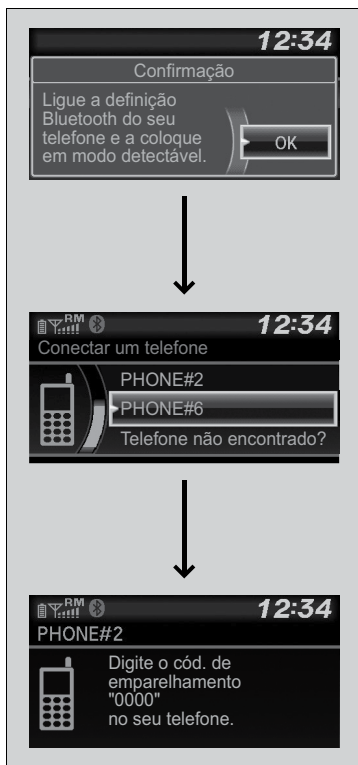 12:34
Confirmação
Ligue a definição
Bluetooth do seu
telefone e a coloque
em modo detectável.
OK
RM
12:34
Conectar um telefone
PHONE#2
PHONE#6
Telefone não encontrado?
RM
12:34
PHONE#2
Digite o cód. de
emparelhamento
"0000"
no seu telefone.